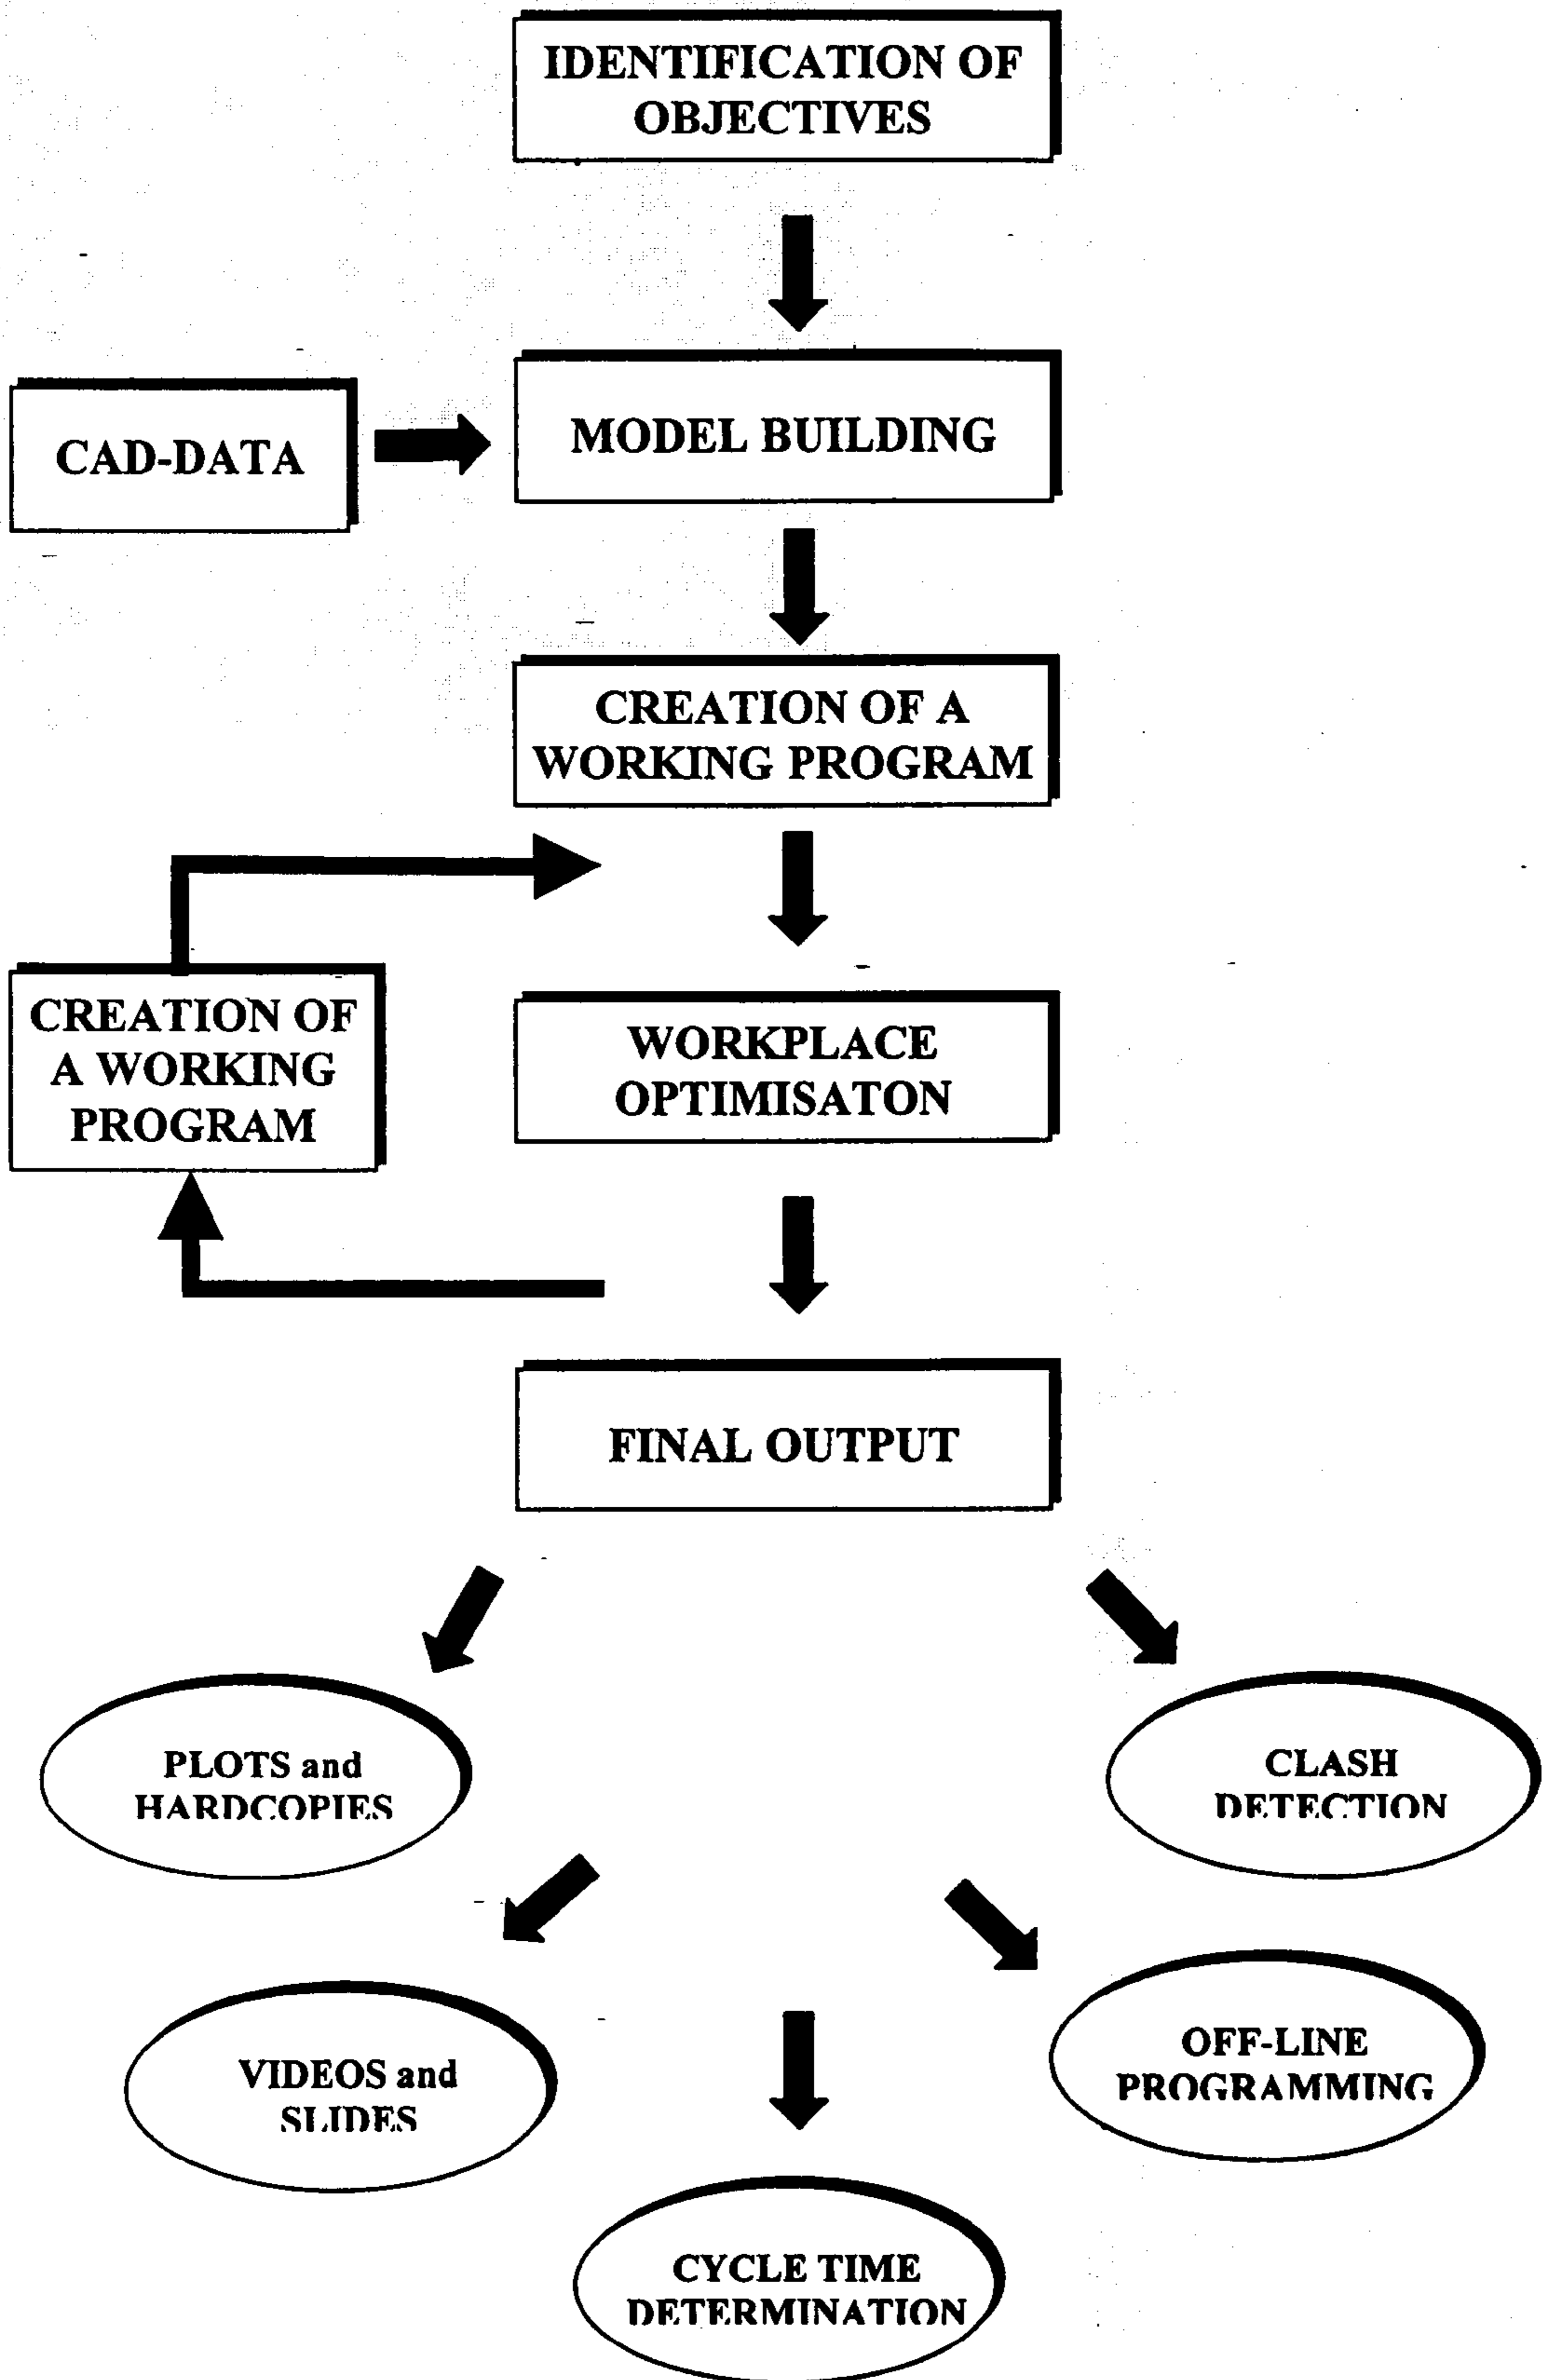 IDENTIFICATION OF
OBJECTIVES
CAD-DATA
MODEL BUILDING
CREATION OF A
WORKING PROGRAM
CREATION OF
A WORKING
PROGRAM
WORKPLACE
OPTIMISATON
FINAL OUTPUT
PLOTS and
HARDCOPIES
CLASH
DETECTION
VIDEOS and
SLIDES
OFF-LINE
PROGRAMMING
CYCLE TIME
DETERMINATION